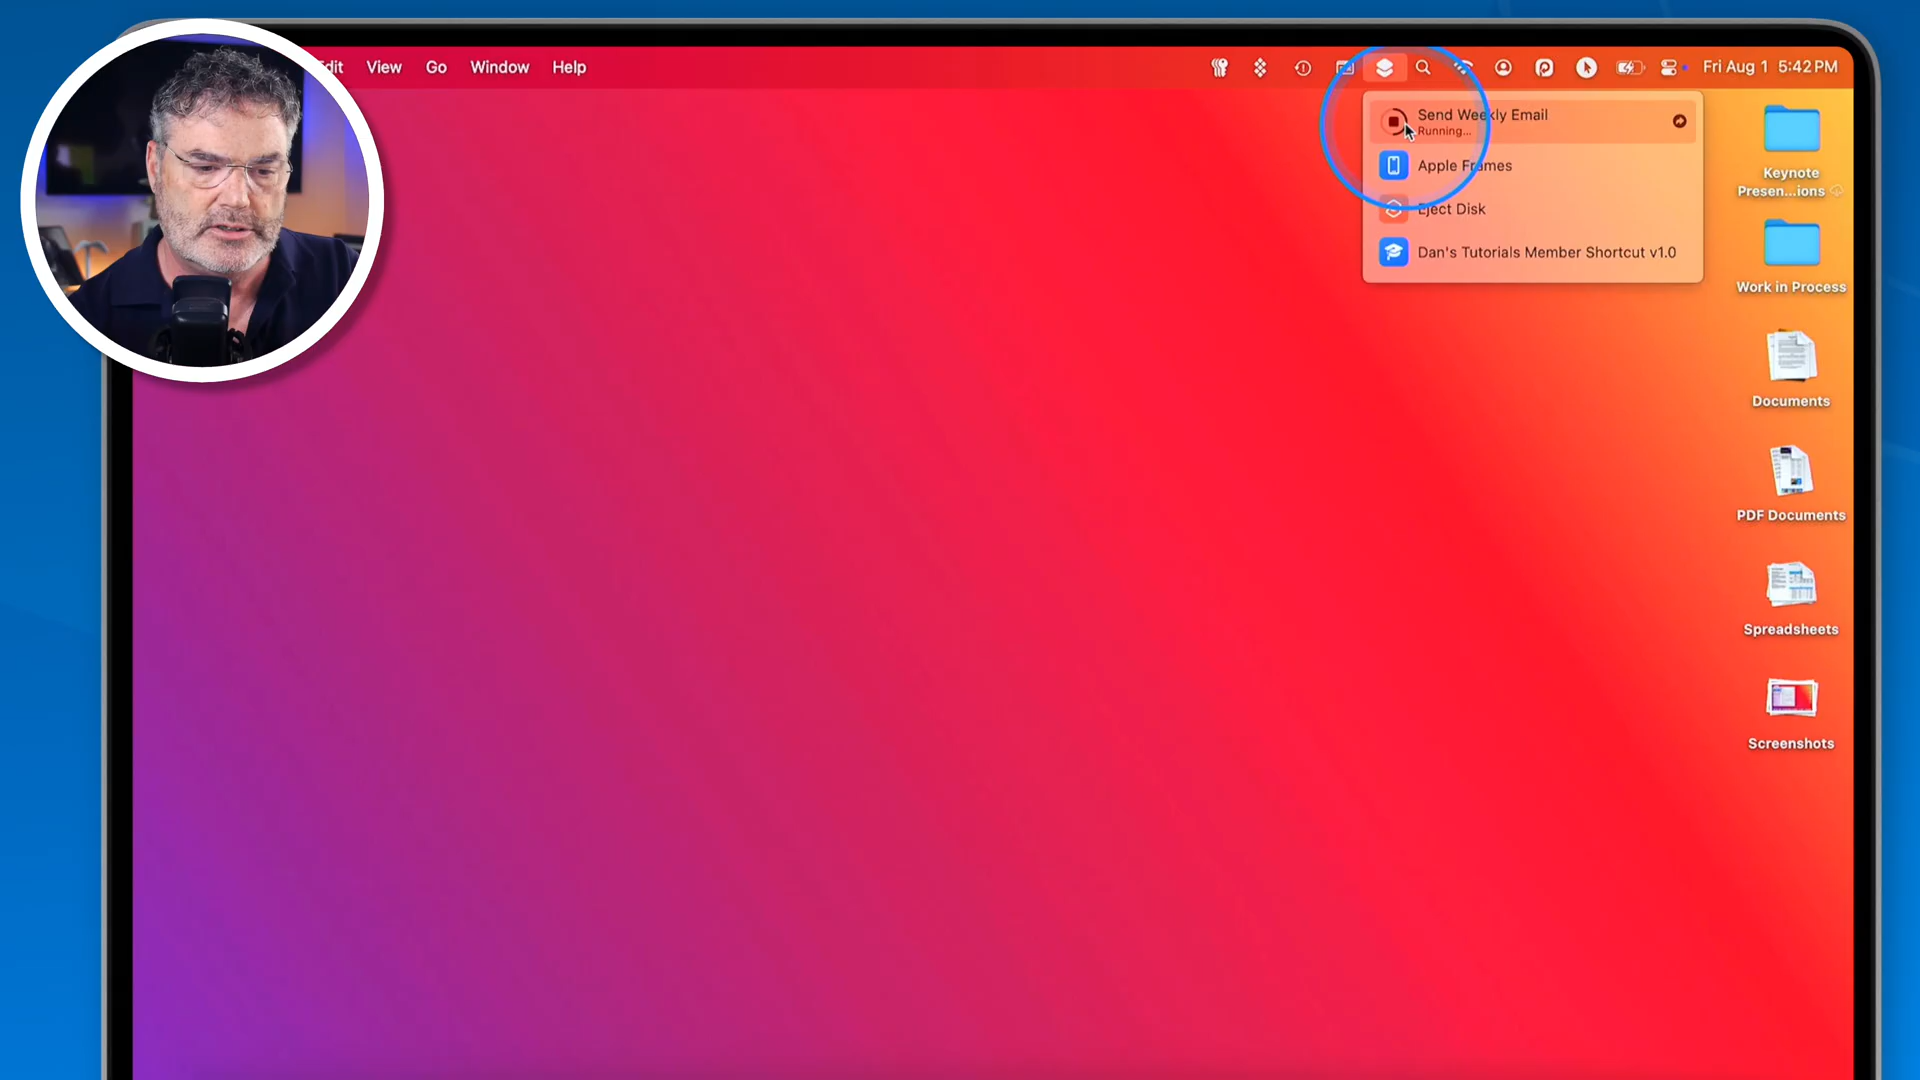 View Go Window Help
Fri Aug 1 5:42 PM
Send Weekly Email
Running...
Apple Frames
Eject Disk
Dan's Tutorials Member Shortcut v1.0
Keynote
Presen...ions
Work in Process
Documents
PDF Documents
Spreadsheets
Screenshots